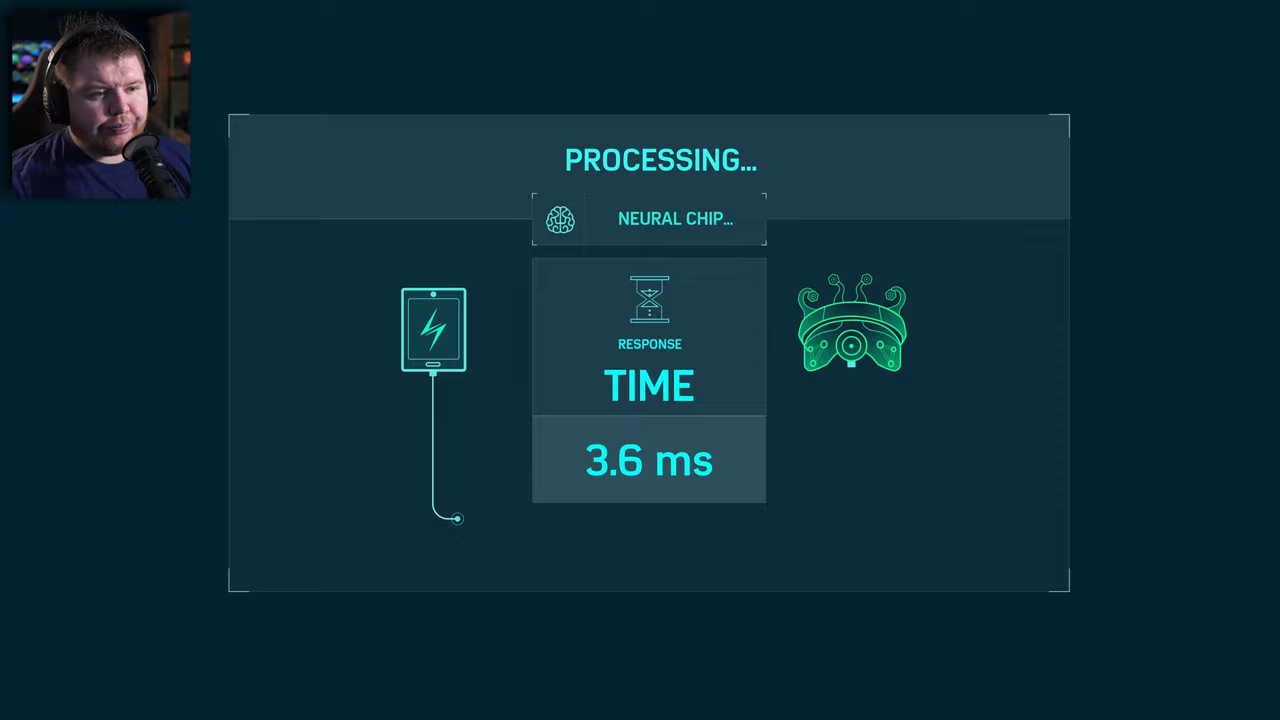 PROCESSING...
NEURAL CHIP...
RESPONSE
TIME
3.6 ms